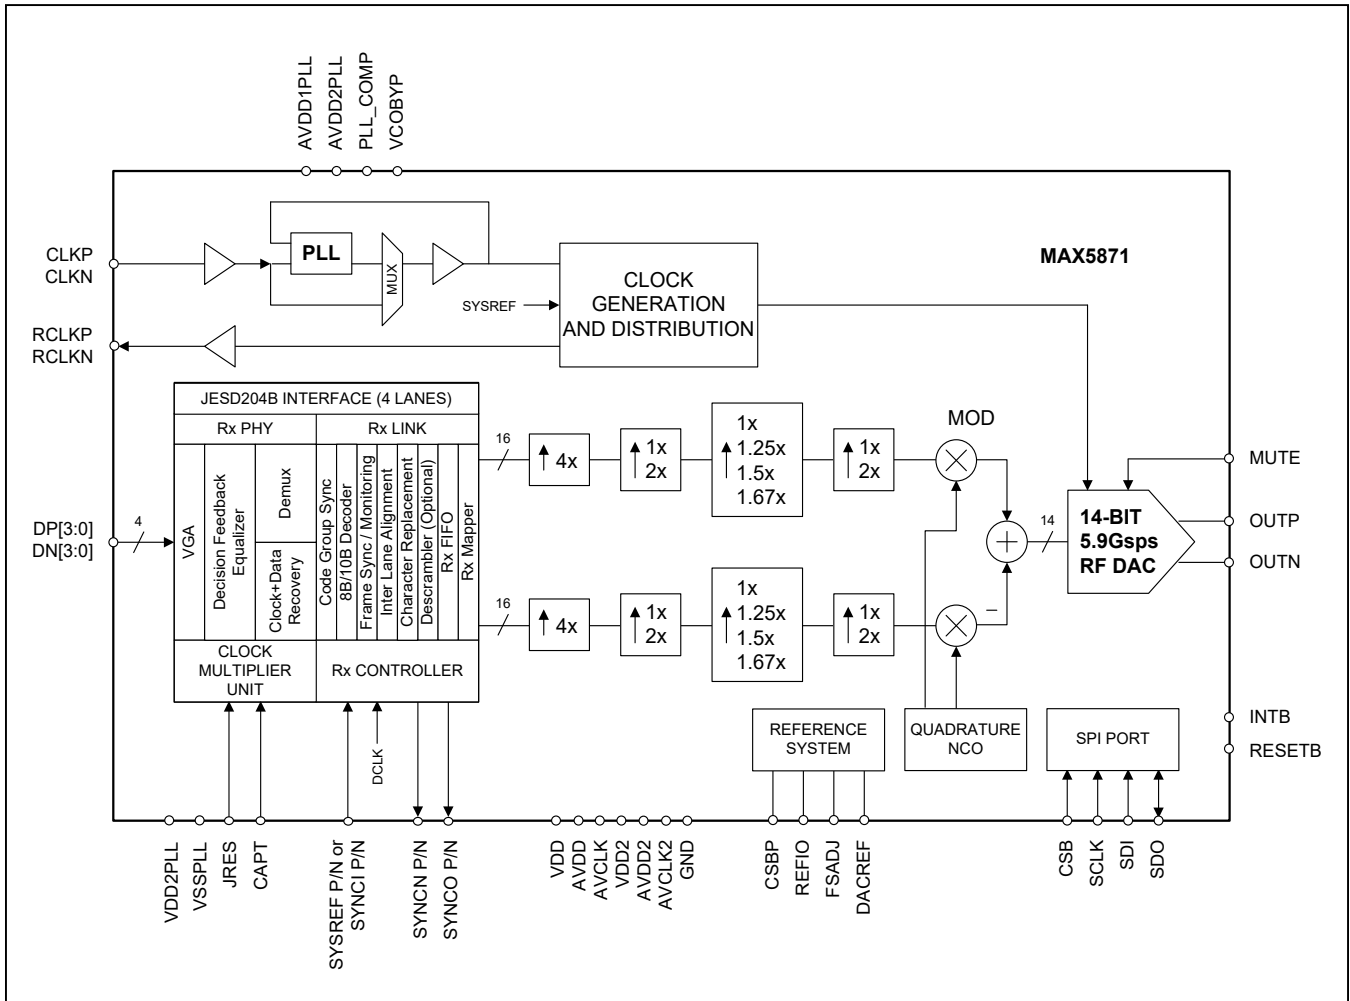 AVDD1PLL
AVDD2PLL
PLL_COMP
VCOBYP
CLKP
CLKN
PLL
MUX
CLOCK
GENERATION
AND DISTRIBUTION
SYSREF
MAX5871
RCLKP
RCLKN
JESD204B INTERFACE (4 LANES)
Rx PHY
Rx LINK
VGA
Decision Feedback
Equalizer
Demux
Clock+Data
Recovery
Code Group Sync
8B/10B Decoder
Frame Sync / Monitoring
Inter Lane Alignment
Character Replacement
Descrambler (Optional)
Rx FIFO
Rx Mapper
CLOCK
MULTIPLIER
UNIT
Rx CONTROLLER
DP[3:0]
DN[3:0]
4
16
4x
1x
2x
1x
1.25x
1.5x
1.67x
1x
2x
MOD
16
4x
1x
2x
1x
1.25x
1.5x
1.67x
1x
2x
–
14
14-BIT
5.9Gsps
RF DAC
MUTE
OUTP
OUTN
INTB
RESETB
DCLK
REFERENCE
SYSTEM
QUADRATURE
NCO
SPI PORT
VDD2PLL
VSSPLL
JRES
CAPT
SYSREF P/N or
SYNCI P/N
SYNCN P/N
SYNCO P/N
VDD
AVDD
AVCLK
VDD2
AVDD2
AVCLK2
GND
CSBP
REFIO
FSADJ
DACREF
CSB
SCLK
SDI
SDO